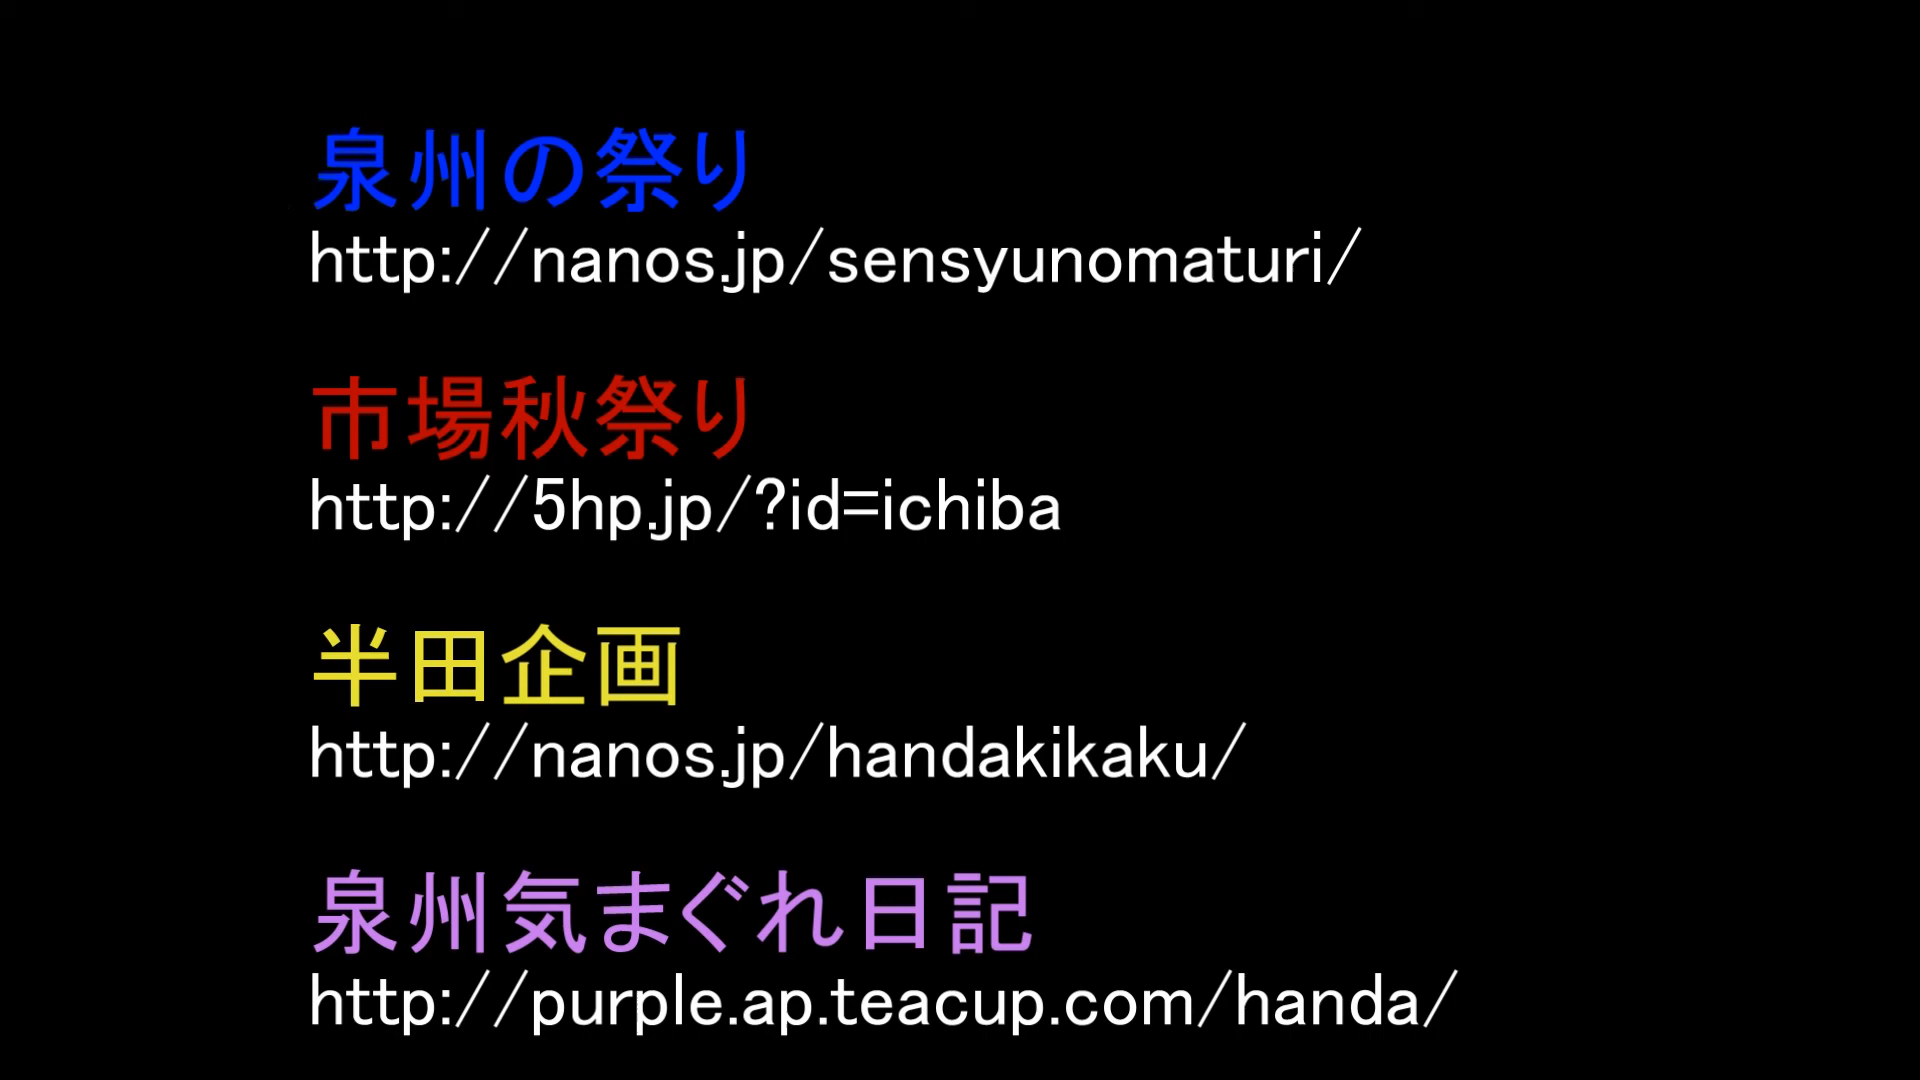 泉州の祭り
http://nanos.jp/sensyunomaturi/
市場秋祭り
http://5hp.jp/?id=ichiba
半田企画
http://nanos.jp/handakikaku/
泉州気まぐれ日記
http://purple.ap.teacup.com/handa/